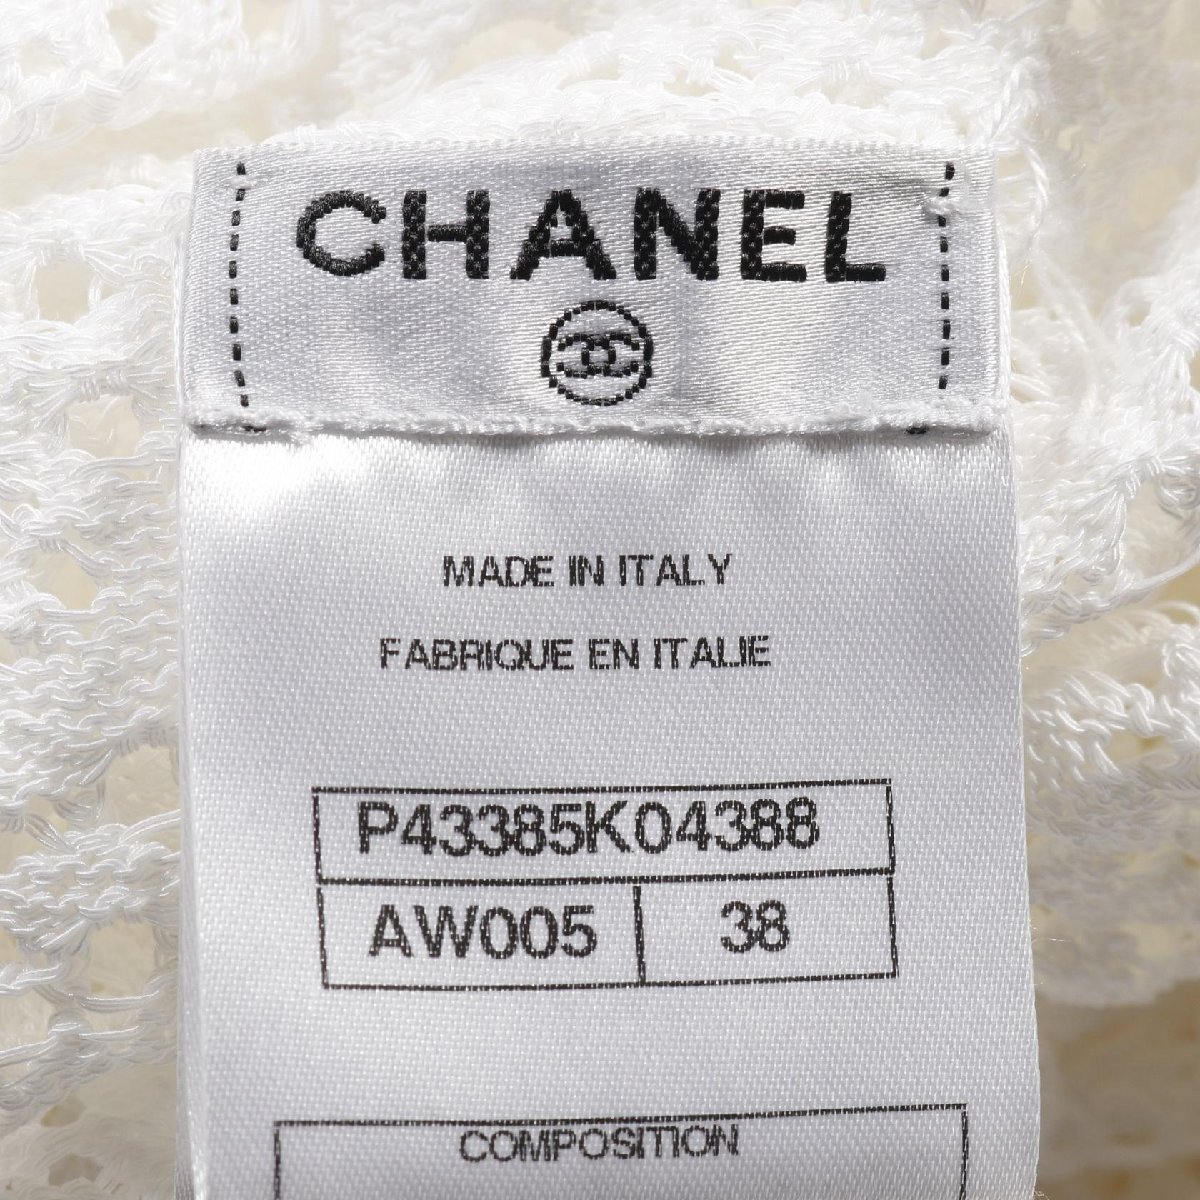 CHANEL
MADE IN ITALY
FABRIQUE EN ITALIE
P43385K04388
AW005 38
COMPOSITION